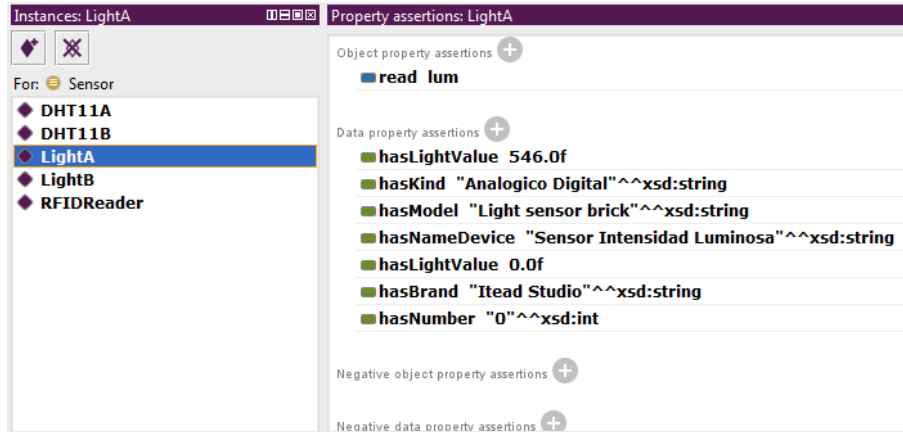 Instances: LightA
For: Sensor
DHT11A
DHT11B
LightA
LightB
RFIDReader
Property assertions: LightA
Object property assertions
read lum
Data property assertions
hasLightValue 546.0f
hasKind "Analogico Digital"^^xsd:string
hasModel "Light sensor brick"^^xsd:string
hasNameDevice "Sensor Intensidad Luminosa"^^xsd:string
hasLightValue 0.0f
hasBrand "Itead Studio"^^xsd:string
hasNumber "0"^^xsd:int
Negative object property assertions
Negative data property assertions